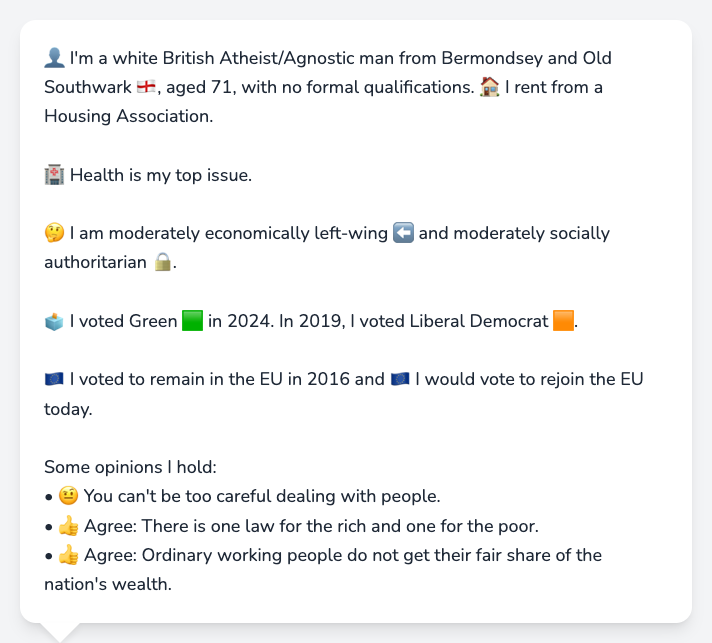 👤 I'm a white British Atheist/Agnostic man from Bermondsey and Old
Southwark 🏴󠁧󠁢󠁥󠁮󠁧󠁿, aged 71, with no formal qualifications. 🏠 I rent from a
Housing Association.
🏥 Health is my top issue.
🤔 I am moderately economically left-wing ⬅️ and moderately socially
authoritarian 🔒.
🗳️ I voted Green 🟩 in 2024. In 2019, I voted Liberal Democrat 🟧.
🇪🇺 I voted to remain in the EU in 2016 and 🇪🇺 I would vote to rejoin the EU
today.
Some opinions I hold:
• 🤨 You can't be too careful dealing with people.
• 👍 Agree: There is one law for the rich and one for the poor.
• 👍 Agree: Ordinary working people do not get their fair share of the
nation's wealth.